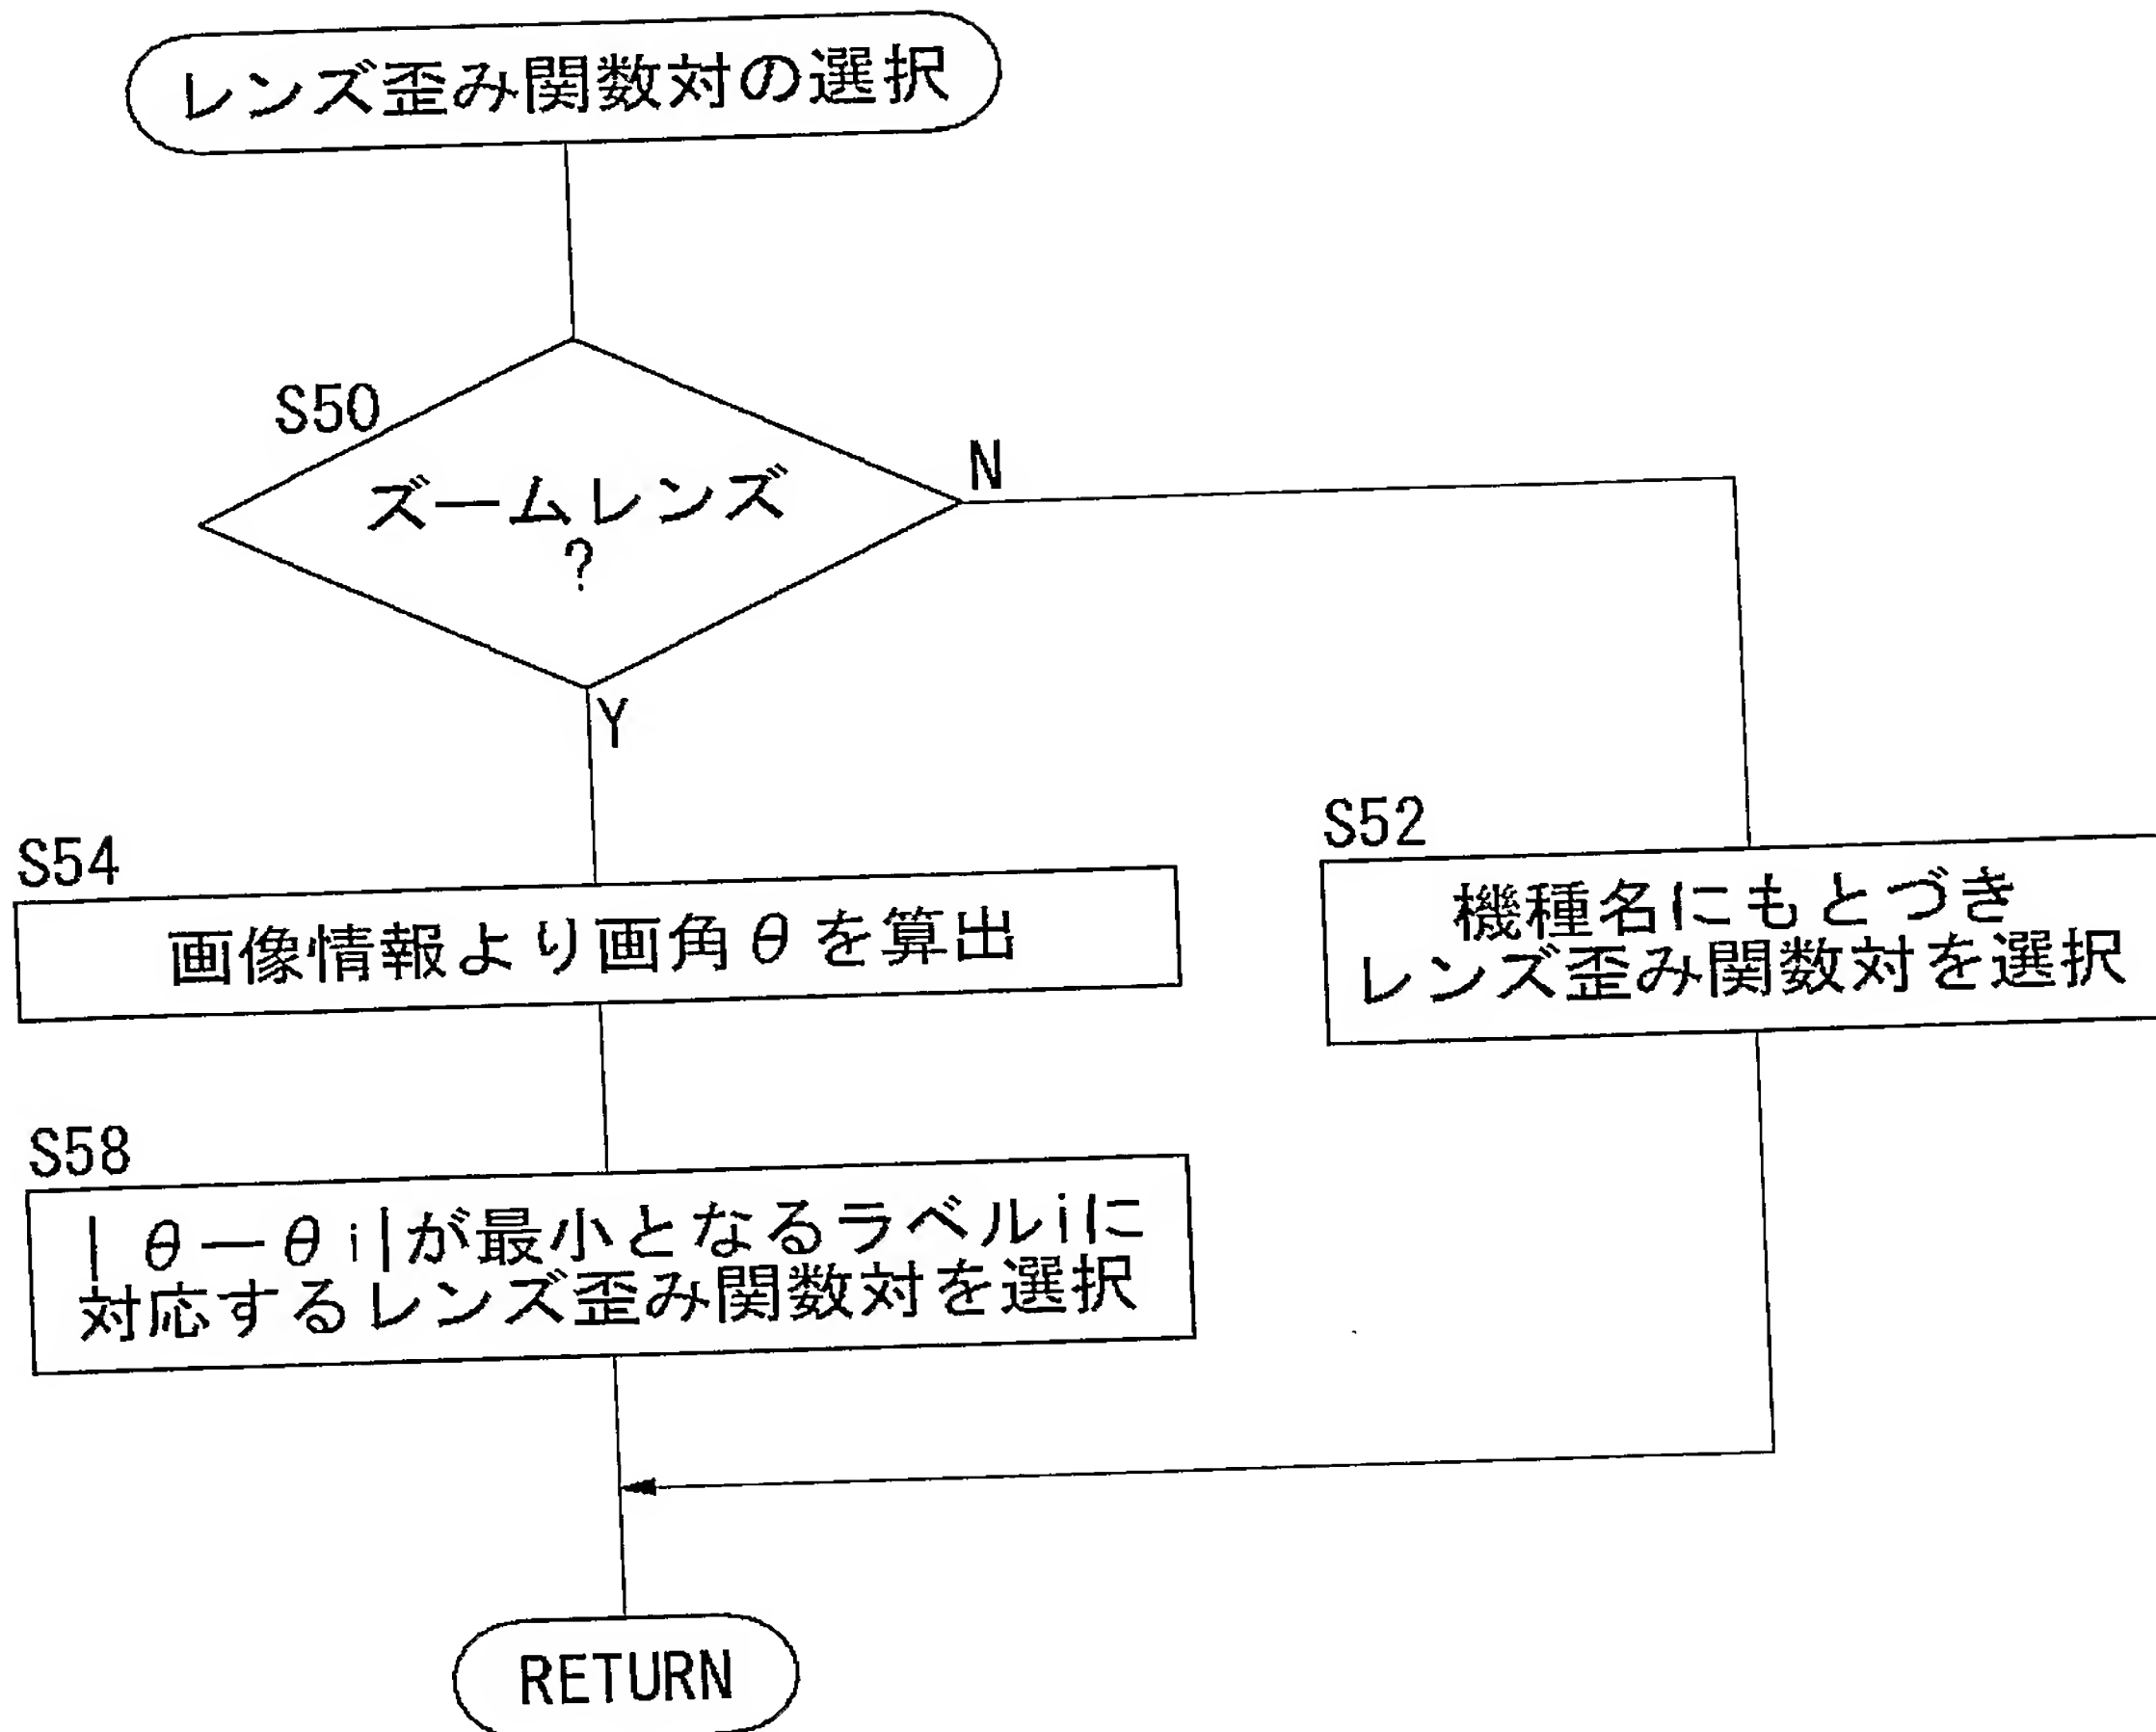 レンズ歪み関数対の選択
S50
ズームレンズ
?
N
Y
S54
画像情報より画角θを算出
S52
機種名にもとづき
レンズ歪み関数対を選択
S58
|θ－θi|が最小となるラベルiに
対応するレンズ歪み関数対を選択
RETURN